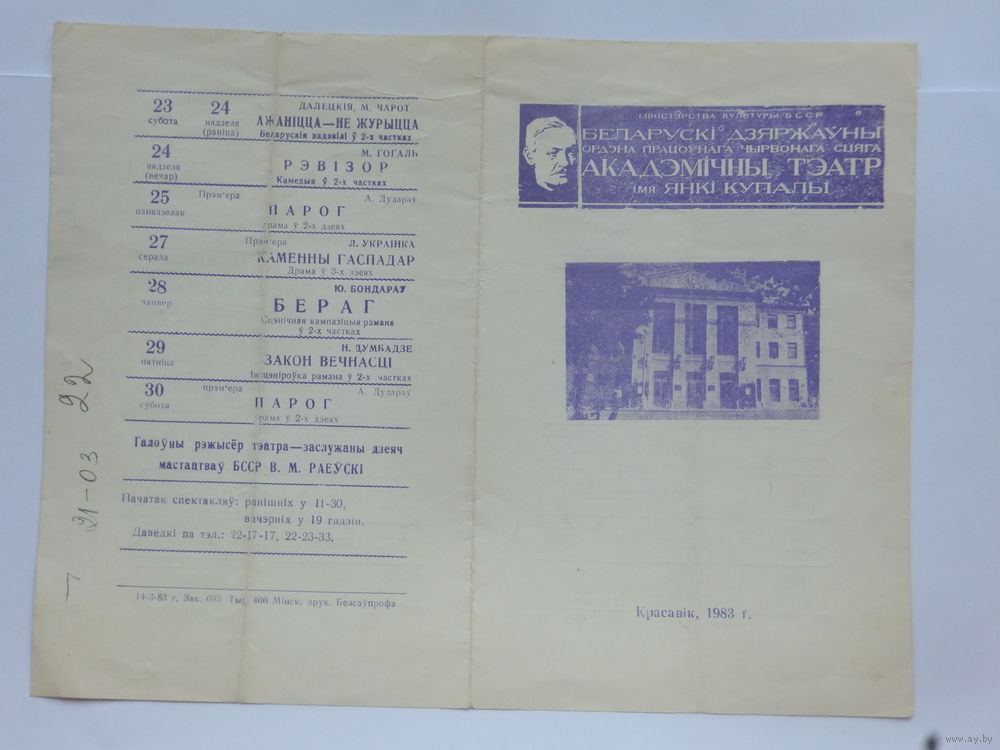 23
субота
24
нядзеля
(раніца)
ДАЛЕЦКІЯ, М. ЧАРОТ
АЖАНІЦЦА—НЕ ЖУРЫЦЦА
Беларускія вадэвілі ў 2-х частках
24
нядзеля
(вечар)
М. ГОГАЛЬ
РЭВІЗОР
Камедыя ў 2-х частках
25
панядзелак
Прэм'ера
А. Дудараў
ПАРОГ
драма ў 2-х дзеях
27
серада
Прэм'ера
Л. УКРАІНКА
КАМЕННЫ ГАСПАДАР
Драма ў 3-х дзеях
28
чацвер
Ю. БОНДАРАЎ
БЕРАГ
Сцэнічная кампазіцыя рамана
ў 2-х частках
29
пятніца
Н. ДУМБАДЗЕ
ЗАКОН ВЕЧНАСЦІ
Інсцэніроўка рамана ў 2-х частках
30
субота
прэм'ера
А. Дудараў
ПАРОГ
драма ў 2-х дзеях
Галоўны рэжысёр тэатра—заслужаны дзеяч
мастацтваў БССР В. М. РАЕЎСКІ
Пачатак спектакляў: ранішніх у 11-30,
вячэрніх у 19 гадзін.
Даведкі па тэл.: 22-17-17, 22-23-33.
14-3-83 г. Зак. 695 Тыр. 400 Мінск, друк. Белсаўпрофа
21-03 22
МІНІСТЭРСТВА КУЛЬТУРЫ БССР
БЕЛАРУСКІ ДЗЯРЖАЎНЫ
ОРДЭНА ПРАЦОЎНАГА ЧЫРВОНАГА СЦЯГА
АКАДЭМІЧНЫ ТЭАТР
імя ЯНКІ КУПАЛЫ
Красавік, 1983 г.
www.ay.by